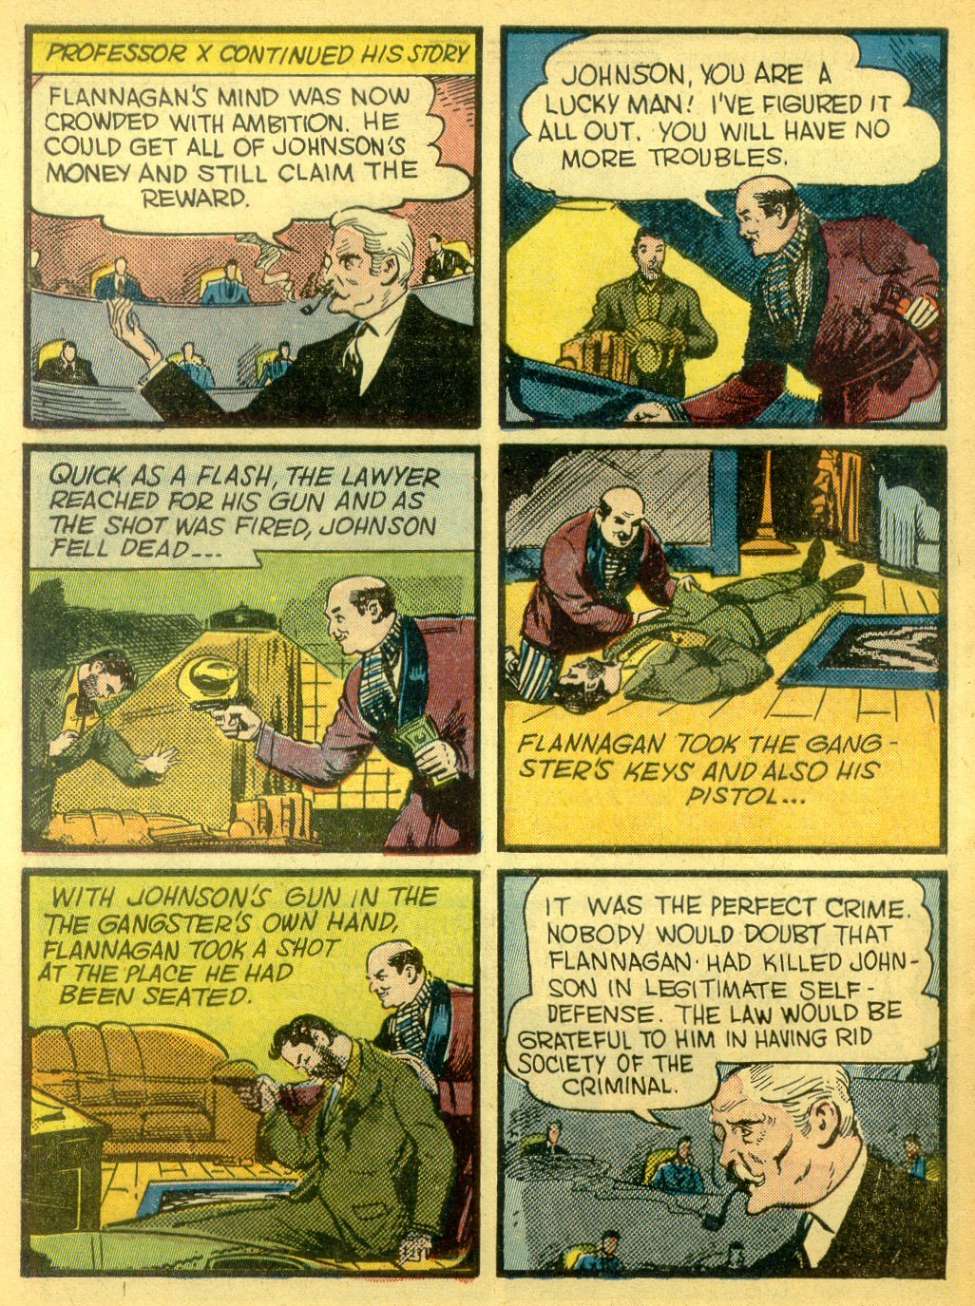 PROFESSOR X CONTINUED HIS STORY
FLANNAGAN'S MIND WAS NOW
CROWDED WITH AMBITION. HE
COULD GET ALL OF JOHNSON'S
MONEY AND STILL CLAIM THE
REWARD.
JOHNSON, YOU ARE A
LUCKY MAN! I'VE FIGURED IT
ALL OUT. YOU WILL HAVE NO
MORE TROUBLES.
QUICK AS A FLASH, THE LAWYER
REACHED FOR HIS GUN AND AS
THE SHOT WAS FIRED, JOHNSON
FELL DEAD...
FLANNAGAN TOOK THE GANG-
STER'S KEYS AND ALSO HIS
PISTOL...
WITH JOHNSON'S GUN IN THE
THE GANGSTER'S OWN HAND,
FLANNAGAN TOOK A SHOT
AT THE PLACE HE HAD
BEEN SEATED.
IT WAS THE PERFECT CRIME.
NOBODY WOULD DOUBT THAT
FLANNAGAN HAD KILLED JOHN-
SON IN LEGITIMATE SELF-
DEFENSE. THE LAW WOULD BE
GRATEFUL TO HIM IN HAVING RID
SOCIETY OF THE
CRIMINAL.